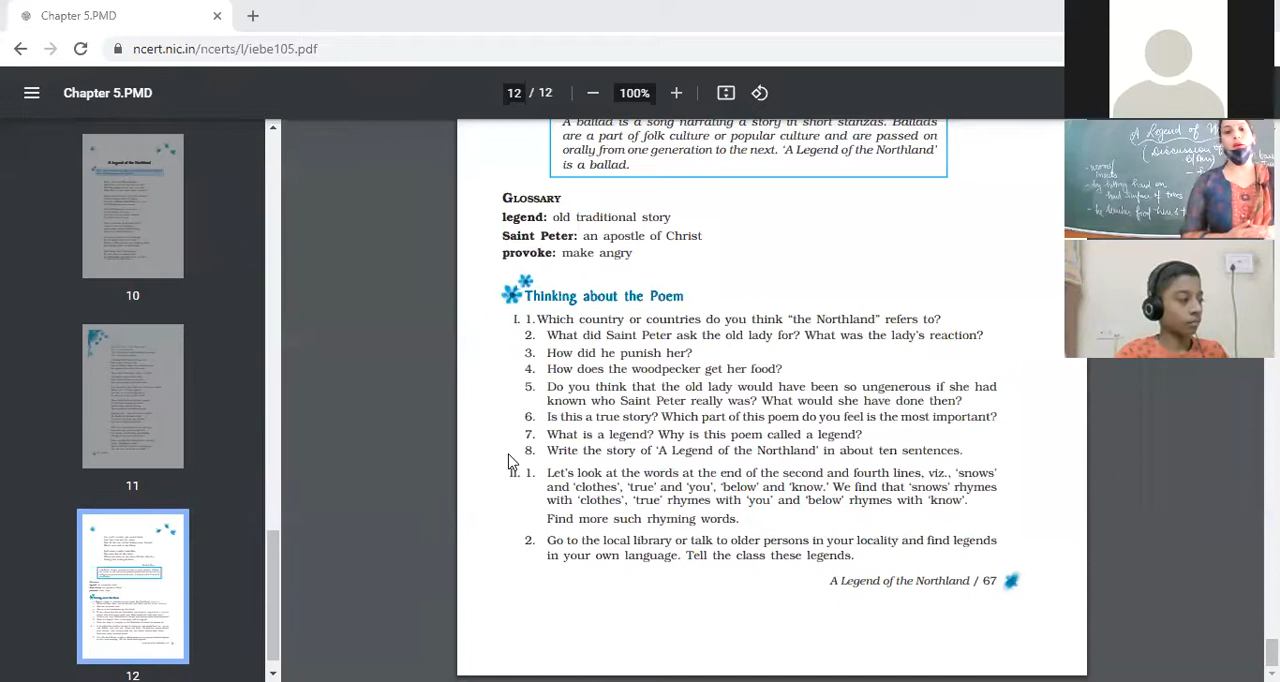 Chapter 5.PMD
ncert.nic.in/ncerts/l/iebe105.pdf
Chapter 5.PMD
12 / 12
100%
10
11
12
A ballad is a song narrating a story in short stanzas. Ballads
are a part of folk culture or popular culture and are passed on
orally from one generation to the next. ‘A Legend of the Northland’
is a ballad.
GLOSSARY
legend: old traditional story
Saint Peter: an apostle of Christ
provoke: make angry
Thinking about the Poem
I. 1. Which country or countries do you think “the Northland” refers to?
2. What did Saint Peter ask the old lady for? What was the lady’s reaction?
3. How did he punish her?
4. How does the woodpecker get her food?
5. Do you think that the old lady would have been so ungenerous if she had
known who Saint Peter really was? What would she have done then?
6. Is this a true story? Which part of this poem do you feel is the most important?
7. What is a legend? Why is this poem called a legend?
8. Write the story of ‘A Legend of the Northland’ in about ten sentences.
II. 1. Let’s look at the words at the end of the second and fourth lines, viz., ‘snows’
and ‘clothes’, ‘true’ and ‘you’, ‘below’ and ‘know.’ We find that ‘snows’ rhymes
with ‘clothes’, ‘true’ rhymes with ‘you’ and ‘below’ rhymes with ‘know’.
Find more such rhyming words.
2. Go to the local library or talk to older persons in your locality and find legends
in your own language. Tell the class these legends.
A Legend of the Northland / 67
A Legend of
(Discussion of